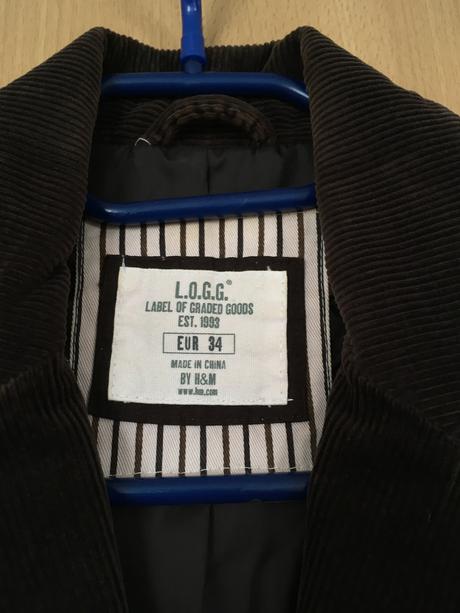 L.O.G.G.®
LABEL OF GRADED GOODS
EST. 1993
EUR 34
MADE IN CHINA
BY H&M
www.hm.com